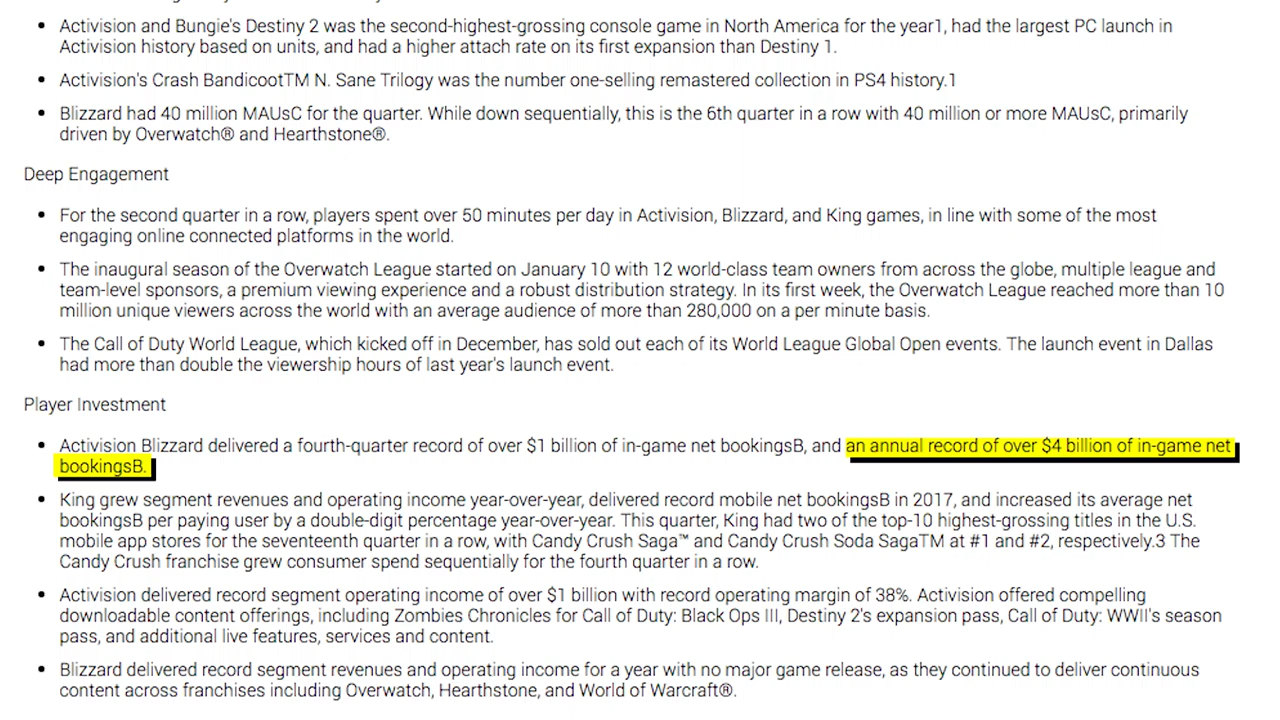 Activision and Bungie's Destiny 2 was the second-highest-grossing console game in North America for the year1, had the largest PC launch in
Activision history based on units, and had a higher attach rate on its first expansion than Destiny 1.
Activision's Crash BandicootTM N. Sane Trilogy was the number one-selling remastered collection in PS4 history.1
Blizzard had 40 million MAUsC for the quarter. While down sequentially, this is the 6th quarter in a row with 40 million or more MAUsC, primarily
driven by Overwatch® and Hearthstone®.
Deep Engagement
For the second quarter in a row, players spent over 50 minutes per day in Activision, Blizzard, and King games, in line with some of the most
engaging online connected platforms in the world.
The inaugural season of the Overwatch League started on January 10 with 12 world-class team owners from across the globe, multiple league and
team-level sponsors, a premium viewing experience and a robust distribution strategy. In its first week, the Overwatch League reached more than 10
million unique viewers across the world with an average audience of more than 280,000 on a per minute basis.
The Call of Duty World League, which kicked off in December, has sold out each of its World League Global Open events. The launch event in Dallas
had more than double the viewership hours of last year's launch event.
Player Investment
Activision Blizzard delivered a fourth-quarter record of over $1 billion of in-game net bookingsB, and an annual record of over $4 billion of in-game net
bookingsB.
King grew segment revenues and operating income year-over-year, delivered record mobile net bookingsB in 2017, and increased its average net
bookingsB per paying user by a double-digit percentage year-over-year. This quarter, King had two of the top-10 highest-grossing titles in the U.S.
mobile app stores for the seventeenth quarter in a row, with Candy Crush Saga™ and Candy Crush Soda SagaTM at #1 and #2, respectively.3 The
Candy Crush franchise grew consumer spend sequentially for the fourth quarter in a row.
Activision delivered record segment operating income of over $1 billion with record operating margin of 38%. Activision offered compelling
downloadable content offerings, including Zombies Chronicles for Call of Duty: Black Ops III, Destiny 2's expansion pass, Call of Duty: WWII's season
pass, and additional live features, services and content.
Blizzard delivered record segment revenues and operating income for a year with no major game release, as they continued to deliver continuous
content across franchises including Overwatch, Hearthstone, and World of Warcraft®.